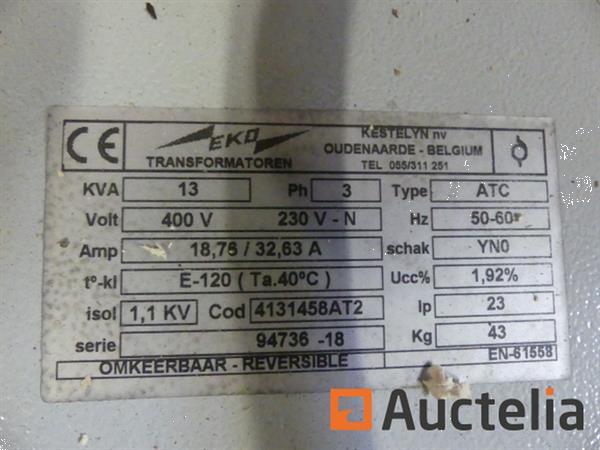 CE EKO TRANSFORMATOREN
KESTELYN nv
OUDENAARDE - BELGIUM
TEL 055/311 251
KVA 13 Ph 3 Type ATC
Volt 400 V 230 V - N Hz 50-60*
Amp 18,76 / 32,63 A schak YN0
tº-kl E-120 ( Ta.40ºC ) Ucc% 1,92%
isol 1,1 KV Cod 4131458AT2 Ip 23
serie 94736 -18 Kg 43
OMKEERBAAR - REVERSIBLE EN-61558
Auctelia